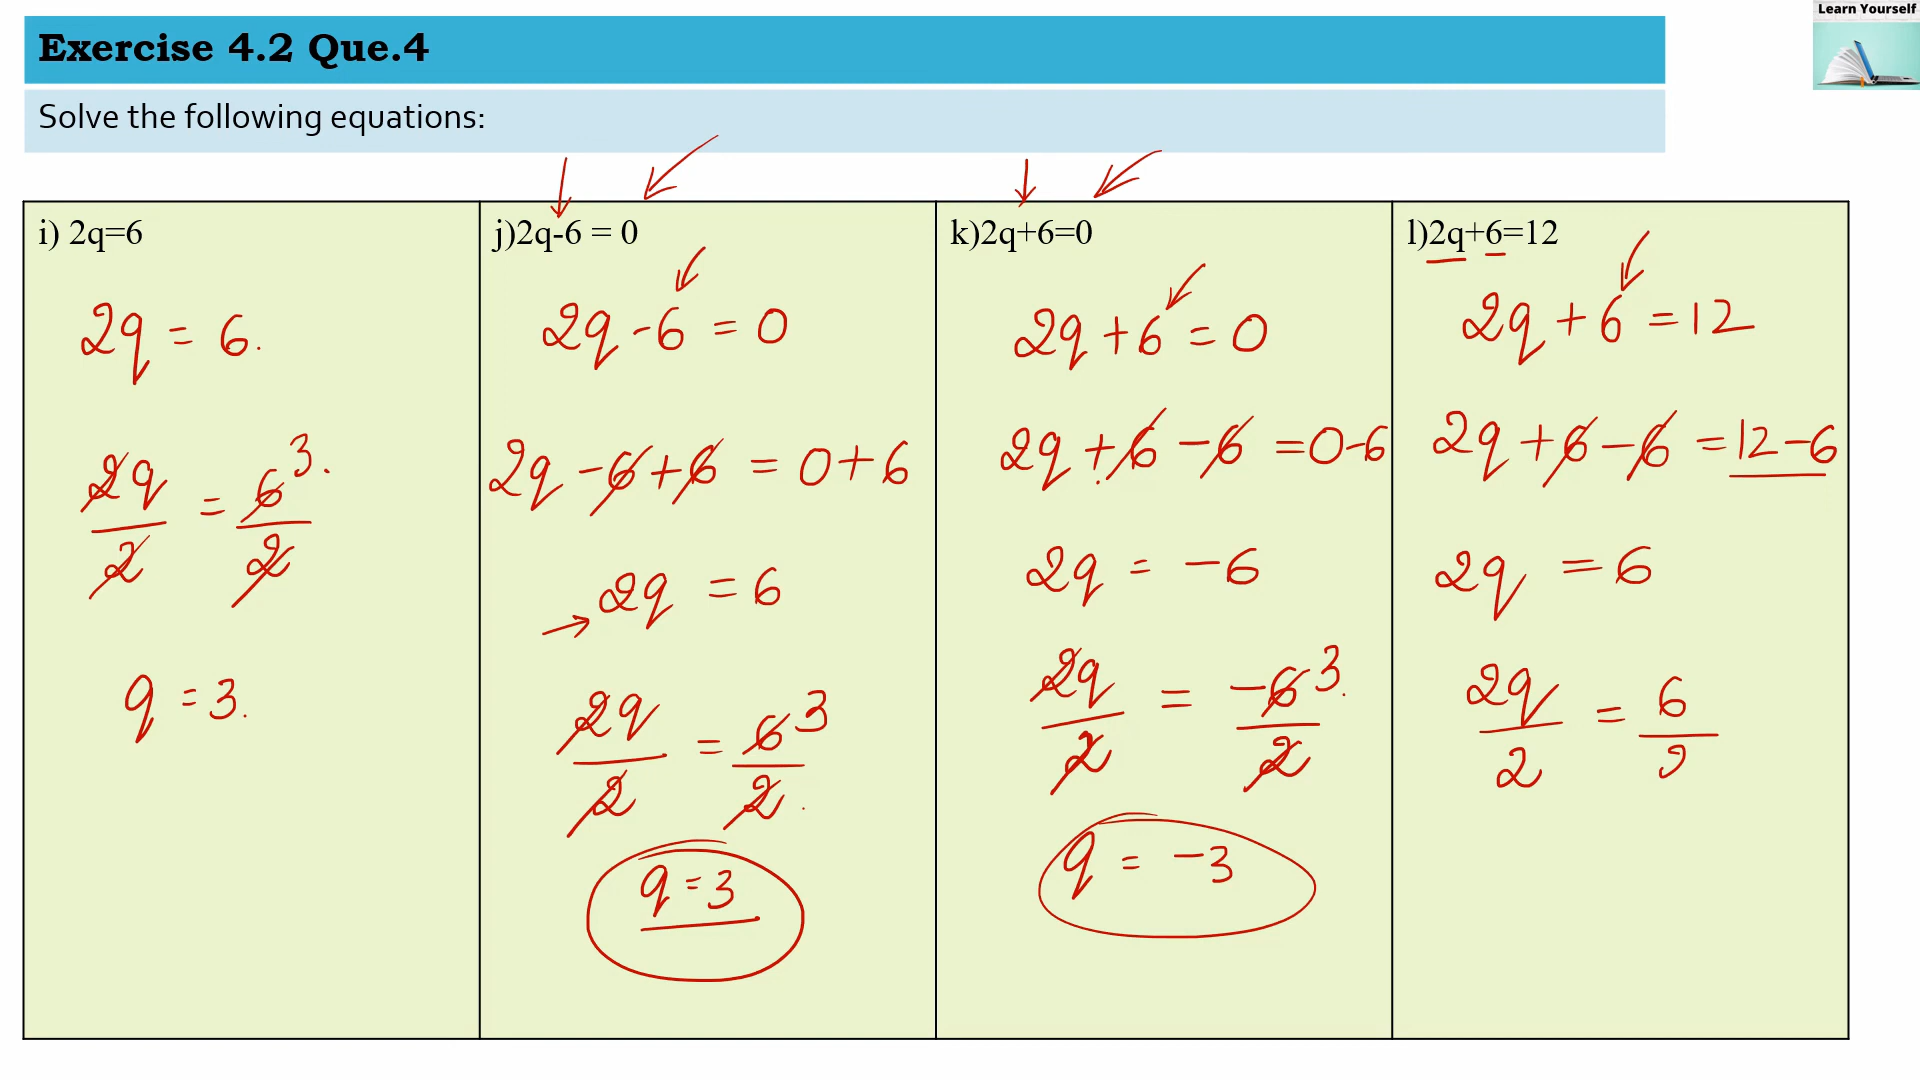 Learn Yourself
Exercise 4.2 Que.4
Solve the following equations:
i) 2q=6
2q = 6.
2q/2 = 6/2 3.
q = 3.
j)2q-6 = 0
2q - 6 = 0
2q - 6 + 6 = 0 + 6
→ 2q = 6
2q/2 = 6/2 3
q = 3
k)2q+6=0
2q + 6 = 0
2q + 6 - 6 = 0 - 6
2q = -6
2q/2 = -6/2 3.
q = -3
l)2q+6=12
2q + 6 = 12
2q + 6 - 6 = 12 - 6
2q = 6
2q/2 = 6/2